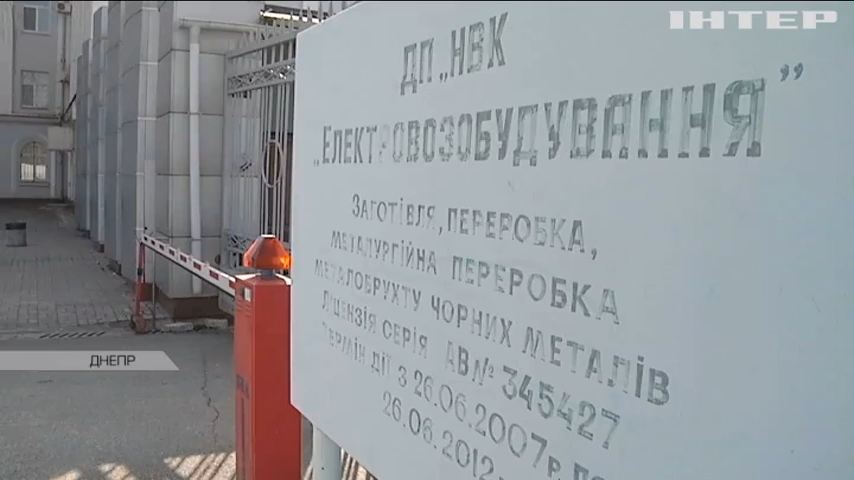 ІНТЕР
ДП „НВК
„ЕЛЕКТРОВОЗОБУДУВАННЯ”
ЗАГОТІВЛЯ, ПЕРЕРОБКА,
МЕТАЛУРГІЙНА ПЕРЕРОБКА
МЕТАЛОБРУХТУ ЧОРНИХ МЕТАЛІВ
ЛІЦЕНЗІЯ СЕРІЯ АВ № 345427
ТЕРМІН ДІЇ З 26.06.2007р. ПО
26.06.2012
ДНЕПР